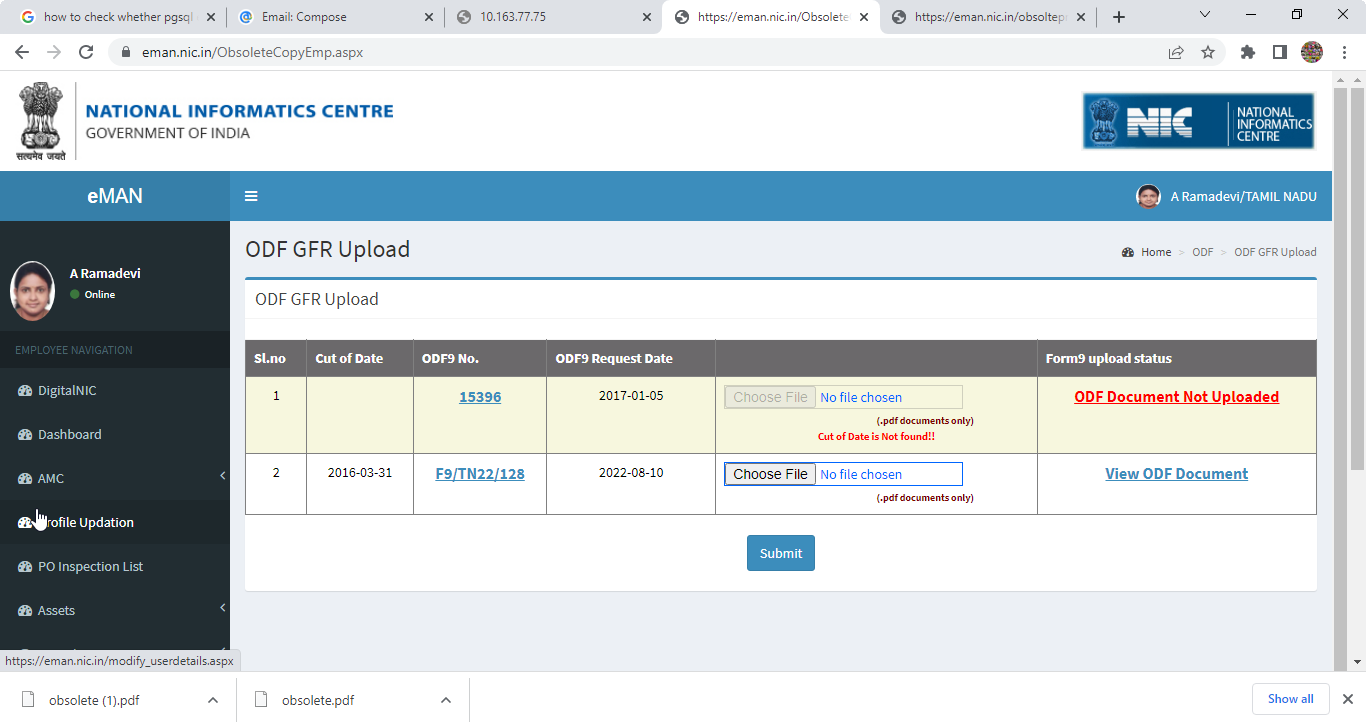 how to check whether pgsql
Email: Compose
10.163.77.75
https://eman.nic.in/Obsolete
https://eman.nic.in/obsoltepr
eman.nic.in/ObsoleteCopyEmp.aspx
सत्यमेव जयते
NATIONAL INFORMATICS CENTRE
GOVERNMENT OF INDIA
NIC
NATIONAL
INFORMATICS
CENTRE
eMAN
A Ramadevi/TAMIL NADU
A Ramadevi
Online
EMPLOYEE NAVIGATION
DigitalNIC
Dashboard
AMC
Profile Updation
PO Inspection List
Assets
https://eman.nic.in/modify_userdetails.aspx
ODF GFR Upload
Home > ODF > ODF GFR Upload
ODF GFR Upload
Sl.no Cut of Date ODF9 No. ODF9 Request Date Form9 upload status
1 15396 2017-01-05 Choose File No file chosen ODF Document Not Uploaded
(.pdf documents only)
Cut of Date is Not found!!
2 2016-03-31 F9/TN22/128 2022-08-10 Choose File No file chosen View ODF Document
(.pdf documents only)
Submit
obsolete (1).pdf
obsolete.pdf
Show all